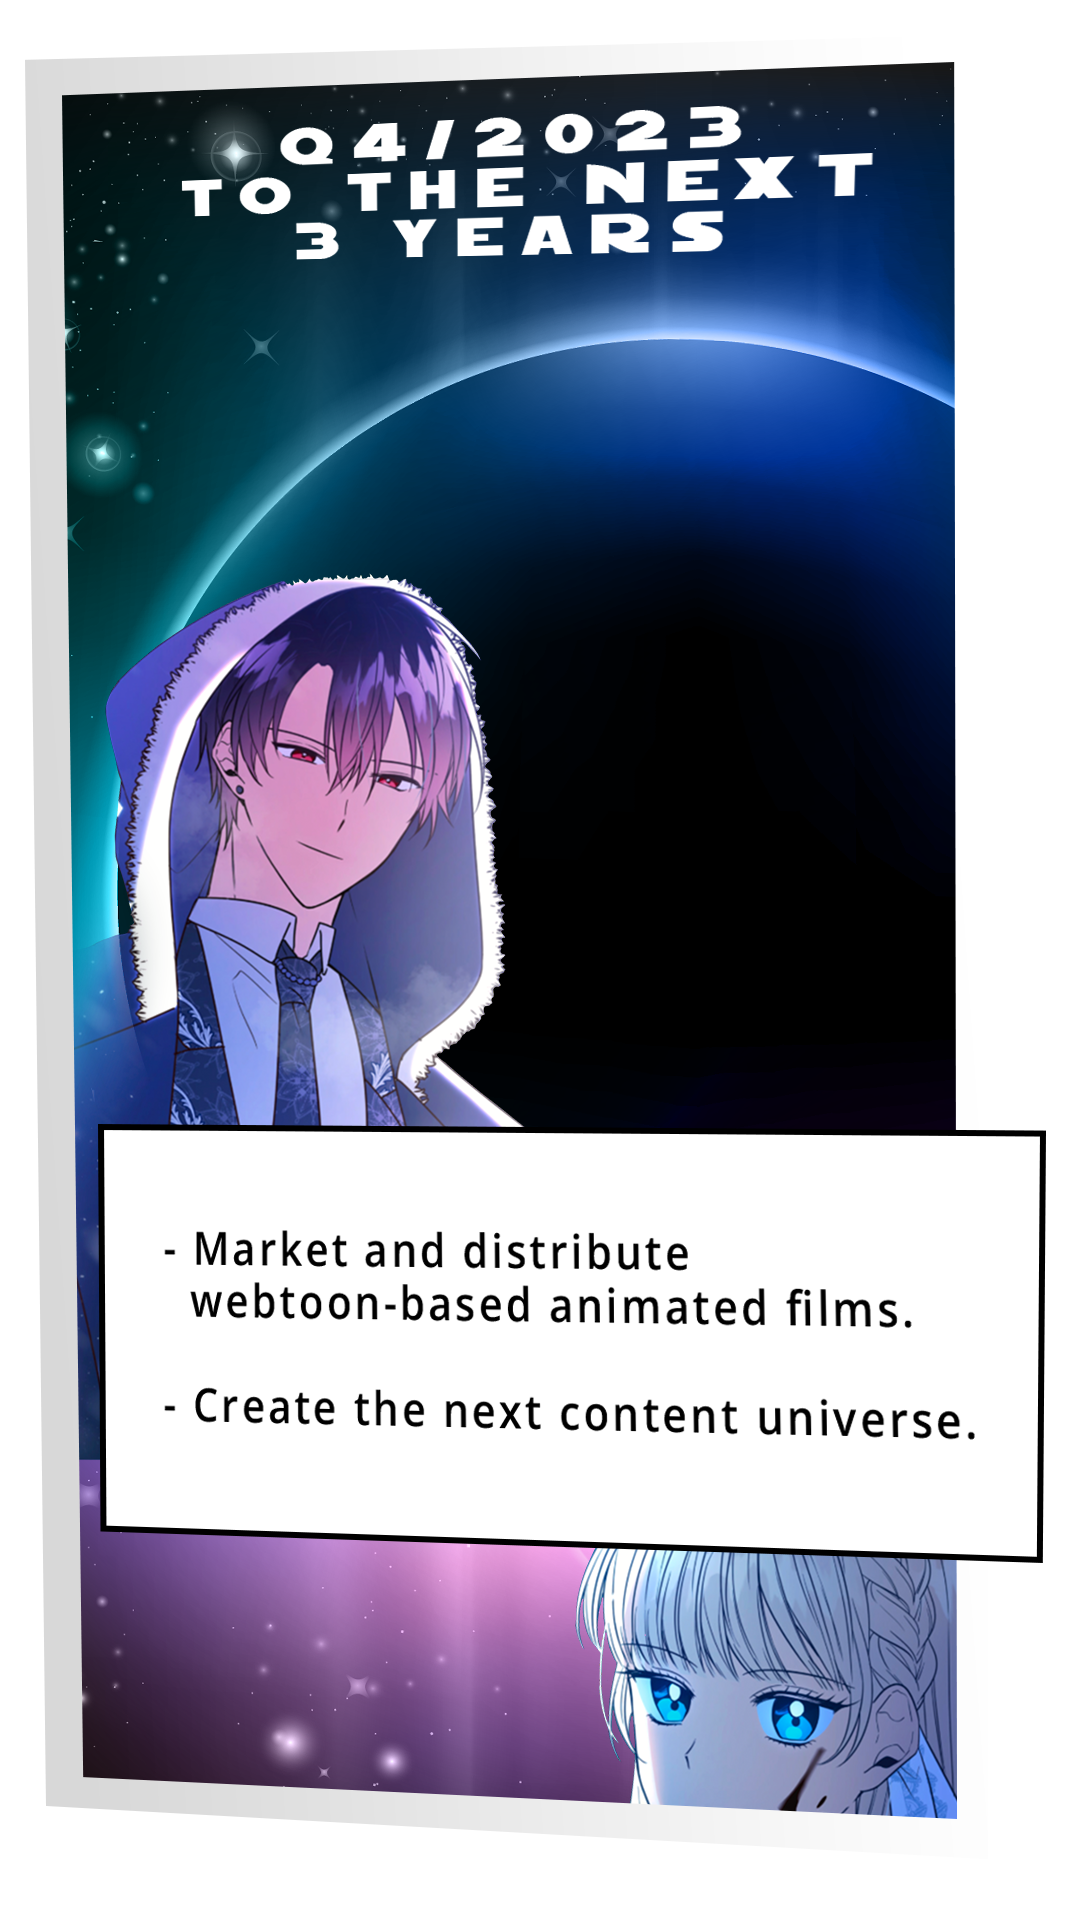 Q4/2023
TO THE NEXT
3 YEARS
- Market and distribute
webtoon-based animated films.
- Create the next content universe.